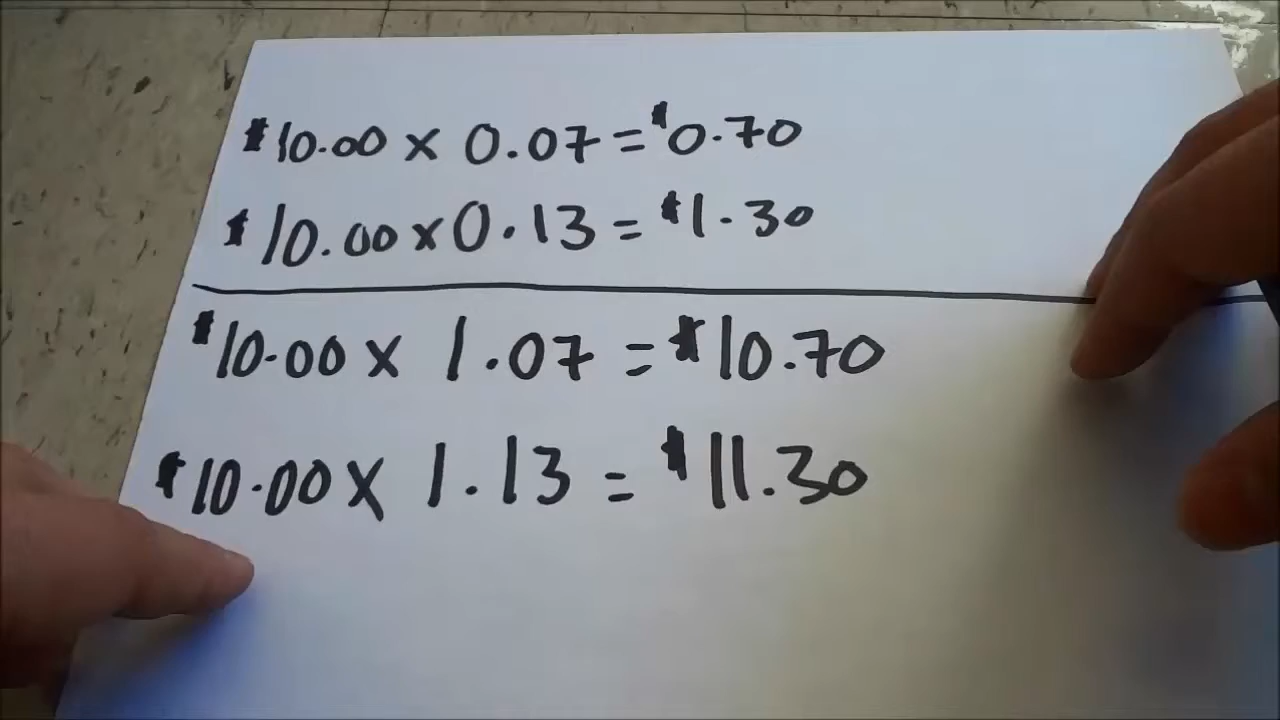 $10.00 x 0.07 = $0.70
$10.00 x 0.13 = $1.30
$10.00 x 1.07 = $10.70
$10.00 x 1.13 = $11.30